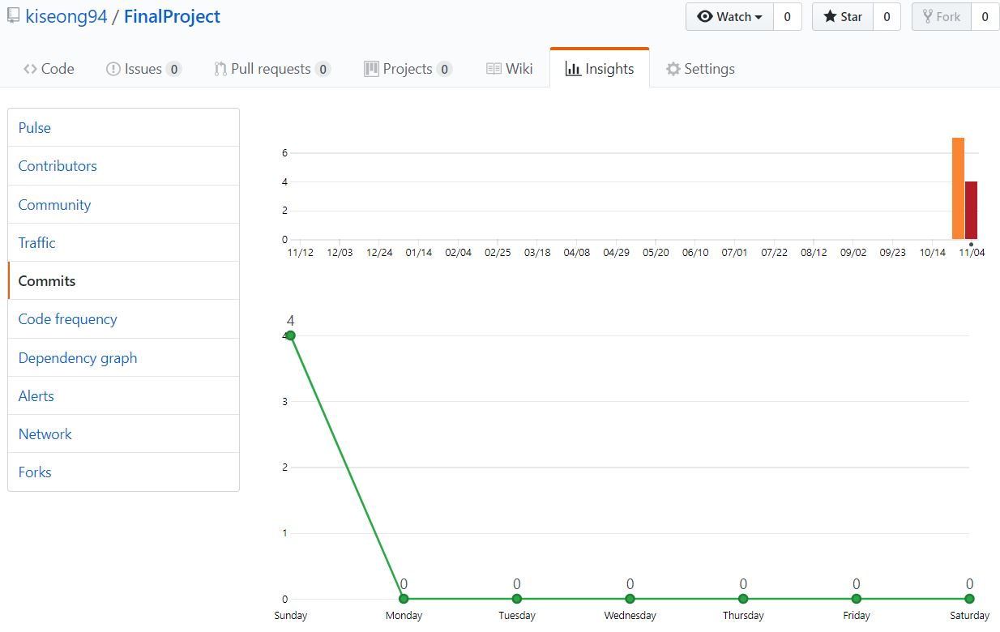 kiseong94 / FinalProject
Watch 0 Star 0 Fork 0
Code Issues 0 Pull requests 0 Projects 0 Wiki Insights Settings
Pulse
Contributors
Community
Traffic
Commits
Code frequency
Dependency graph
Alerts
Network
Forks
6
4
2
0
11/12 12/03 12/24 01/14 02/04 02/25 03/18 04/08 04/29 05/20 06/10 07/01 07/22 08/12 09/02 09/23 10/14 11/04
4
4
3
2
1
0 0 0 0 0 0
0
Sunday Monday Tuesday Wednesday Thursday Friday Saturday